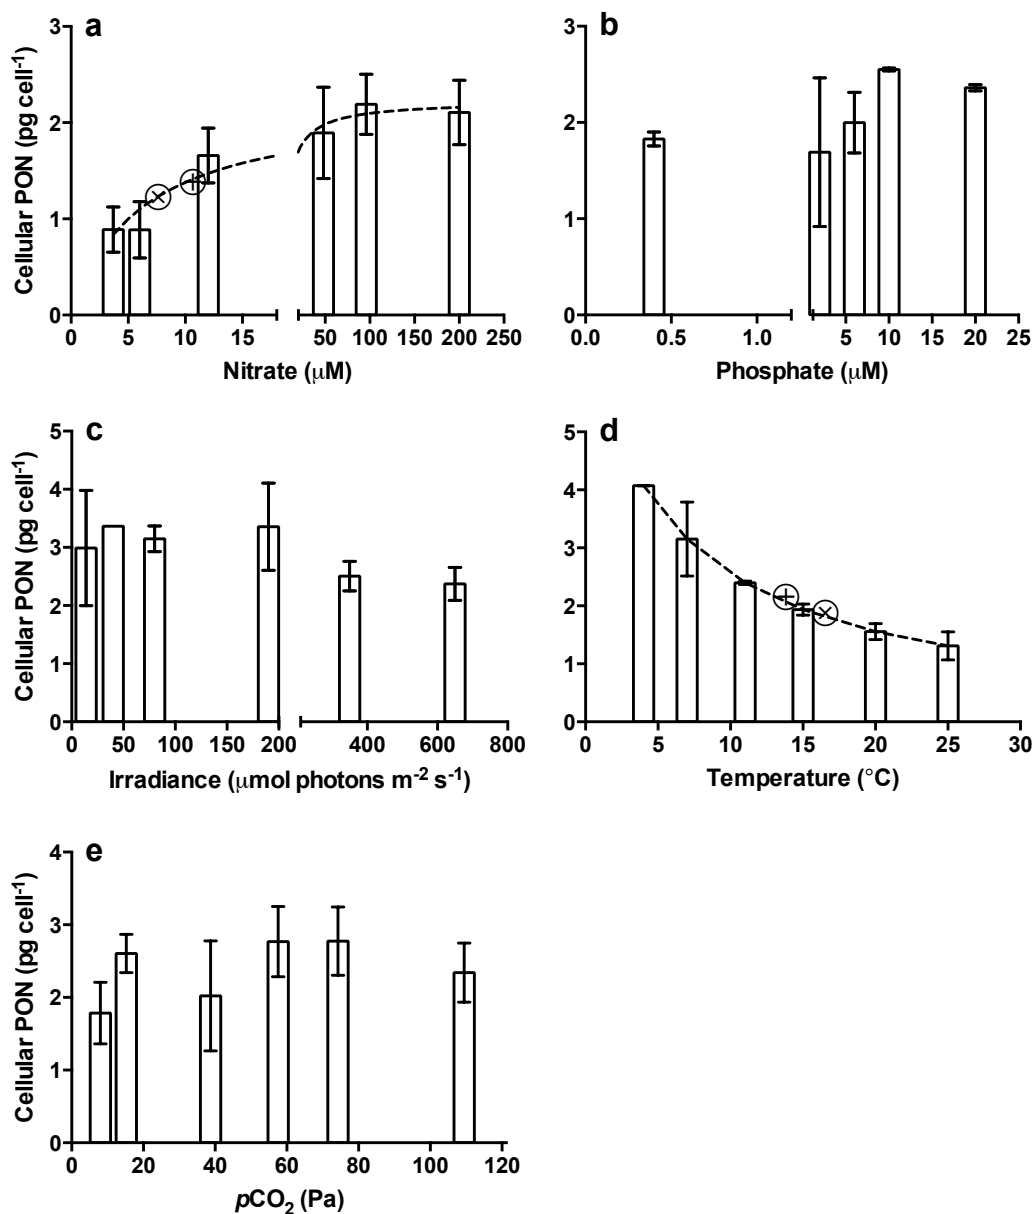 a
Cellular PON (pg cell⁻¹)
3
2
1
0
0 5 10 15 50 100 150 200 250
Nitrate (μM)
b
3
2
1
0
0.0 0.5 1.0 5 10 15 20 25
Phosphate (μM)
c
Cellular PON (pg cell⁻¹)
5
4
3
2
1
0
0 50 100 150 200 400 600 800
Irradiance (μmol photons m⁻² s⁻¹)
d
5
4
3
2
1
0
0 5 10 15 20 25 30
Temperature (°C)
e
Cellular PON (pg cell⁻¹)
4
3
2
1
0
0 20 40 60 80 100 120
pCO₂ (Pa)